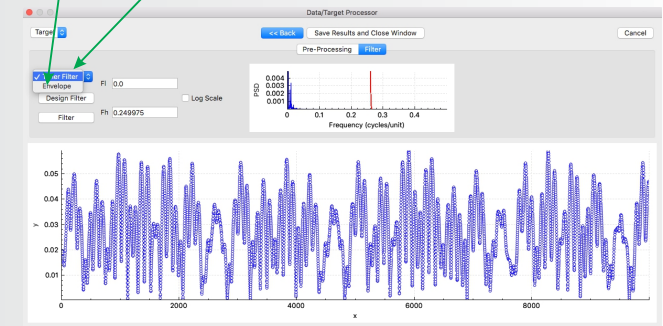 Data/Target Processor
Target
<< Back
Save Results and Close Window
Cancel
Pre-Processing
Filter
Filter
Envelope
Design Filter
Filter
Fl 0.0
Fh 0.249975
Log Scale
PSD
0.004
0.003
0.002
0.001
0 0.1 0.2 0.3 0.4
Frequency (cycles/unit)
y
0.05
0.04
0.03
0.02
0.01
0 2000 4000 6000 8000
x